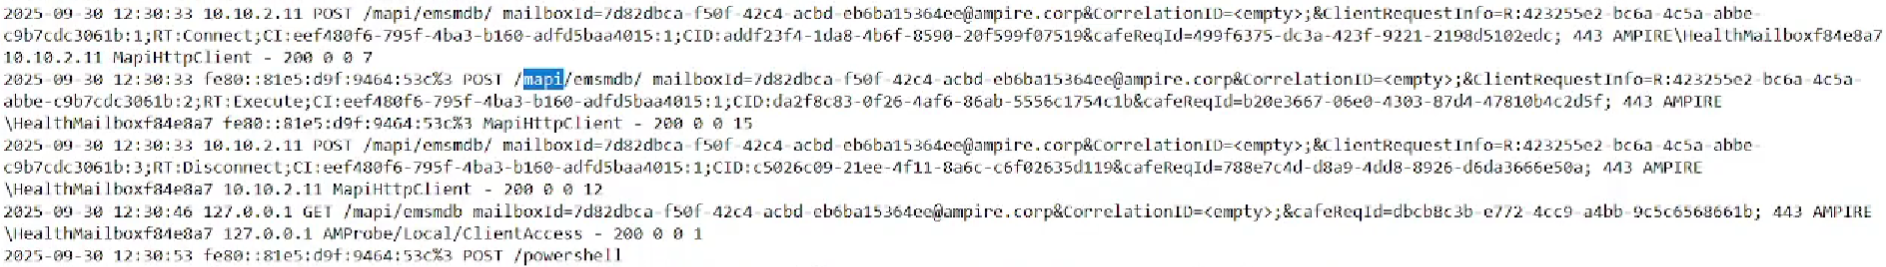 2025-09-30 12:30:33 10.10.2.11 POST /mapi/emsmdb/ mailboxId=7d82dbca-f50f-42c4-acbd-eb6ba15364ee@ampire.corp&CorrelationID=<empty>;&ClientRequestInfo=R:423255e2-bc6a-4c5a-abbe-
c9b7cdc3061b:1;RT:Connect;CI:eef480f6-795f-4ba3-b160-adfd5baa4015:1;CID:addf23f4-1da8-4b6f-8590-20f599f07519&cafeReqId=499f6375-dc3a-423f-9221-2198d5102edc; 443 AMPIRE\HealthMailboxf84e8a7
10.10.2.11 MapiHttpClient - 200 0 0 7
2025-09-30 12:30:33 fe80::81e5:d9f:9464:53c%3 POST /mapi/emsmdb/ mailboxId=7d82dbca-f50f-42c4-acbd-eb6ba15364ee@ampire.corp&CorrelationID=<empty>;&ClientRequestInfo=R:423255e2-bc6a-4c5a-
abbe-c9b7cdc3061b:2;RT:Execute;CI:eef480f6-795f-4ba3-b160-adfd5baa4015:1;CID:da2f8c83-0f26-4af6-86ab-5556c1754c1b&cafeReqId=b20e3667-06e0-4303-87d4-47810b4c2d5f; 443 AMPIRE
\HealthMailboxf84e8a7 fe80::81e5:d9f:9464:53c%3 MapiHttpClient - 200 0 0 15
2025-09-30 12:30:33 10.10.2.11 POST /mapi/emsmdb/ mailboxId=7d82dbca-f50f-42c4-acbd-eb6ba15364ee@ampire.corp&CorrelationID=<empty>;&ClientRequestInfo=R:423255e2-bc6a-4c5a-abbe-
c9b7cdc3061b:3;RT:Disconnect;CI:eef480f6-795f-4ba3-b160-adfd5baa4015:1;CID:c5026c09-21ee-4f11-8a6c-c6f02635d119&cafeReqId=788e7c4d-d8a9-4dd8-8926-d6da3666e50a; 443 AMPIRE
\HealthMailboxf84e8a7 10.10.2.11 MapiHttpClient - 200 0 0 12
2025-09-30 12:30:46 127.0.0.1 GET /mapi/emsmdb mailboxId=7d82dbca-f50f-42c4-acbd-eb6ba15364ee@ampire.corp&CorrelationID=<empty>;&cafeReqId=dbcb8c3b-e772-4cc9-a4bb-9c5c6568661b; 443 AMPIRE
\HealthMailboxf84e8a7 127.0.0.1 AMProbe/Local/ClientAccess - 200 0 0 1
2025-09-30 12:30:53 fe80::81e5:d9f:9464:53c%3 POST /powershell